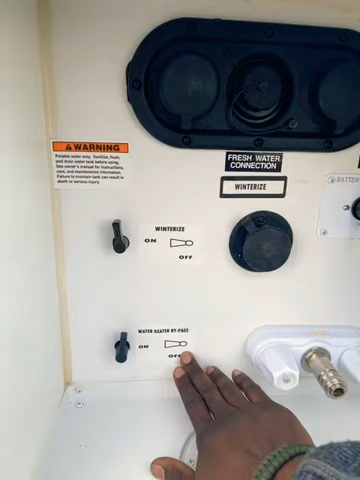 WARNING
Potable water only. Sanitize, flush,
and drain water tank before using.
See owner's manual for instructions,
care, and maintenance information.
Failure to maintain tank can result in
death or serious injury.
FRESH WATER
CONNECTION
WINTERIZE
BATTER
WINTERIZE
ON
OFF
WATER HEATER BY-PASS
ON
OFF